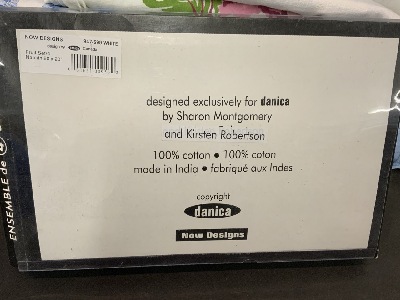 NOW DESIGNS
designed exclusively for danica
by Sharon Montgomery
and Kirsten Robertson
100% cotton • 100% coton
made in India • fabriqué aux Indes
copyright
danica
Now Designs
ENSEMBLE de